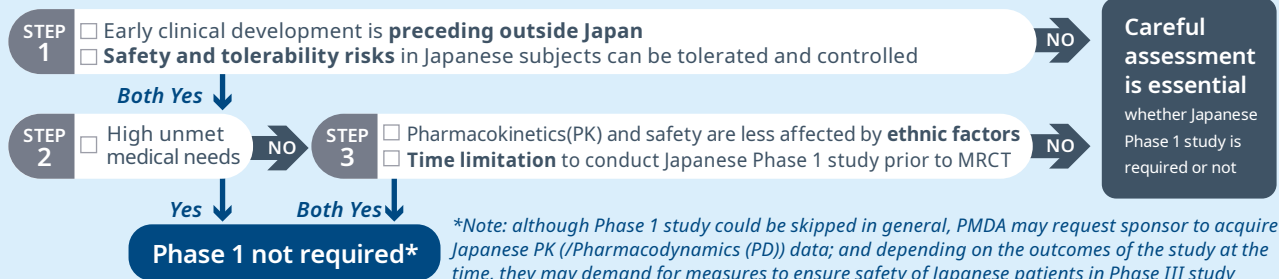 STEP
1
☐ Early clinical development is preceding outside Japan
☐ Safety and tolerability risks in Japanese subjects can be tolerated and controlled
NO
Careful
assessment
is essential
whether Japanese
Phase 1 study is
required or not
Both Yes
STEP
2
☐ High unmet
medical needs
NO
STEP
3
☐ Pharmacokinetics(PK) and safety are less affected by ethnic factors
☐ Time limitation to conduct Japanese Phase 1 study prior to MRCT
NO
Yes
Both Yes
Phase 1 not required*
*Note: although Phase 1 study could be skipped in general, PMDA may request sponsor to acquire
Japanese PK (/Pharmacodynamics (PD)) data; and depending on the outcomes of the study at the
time, they may demand for measures to ensure safety of Japanese patients in Phase III study